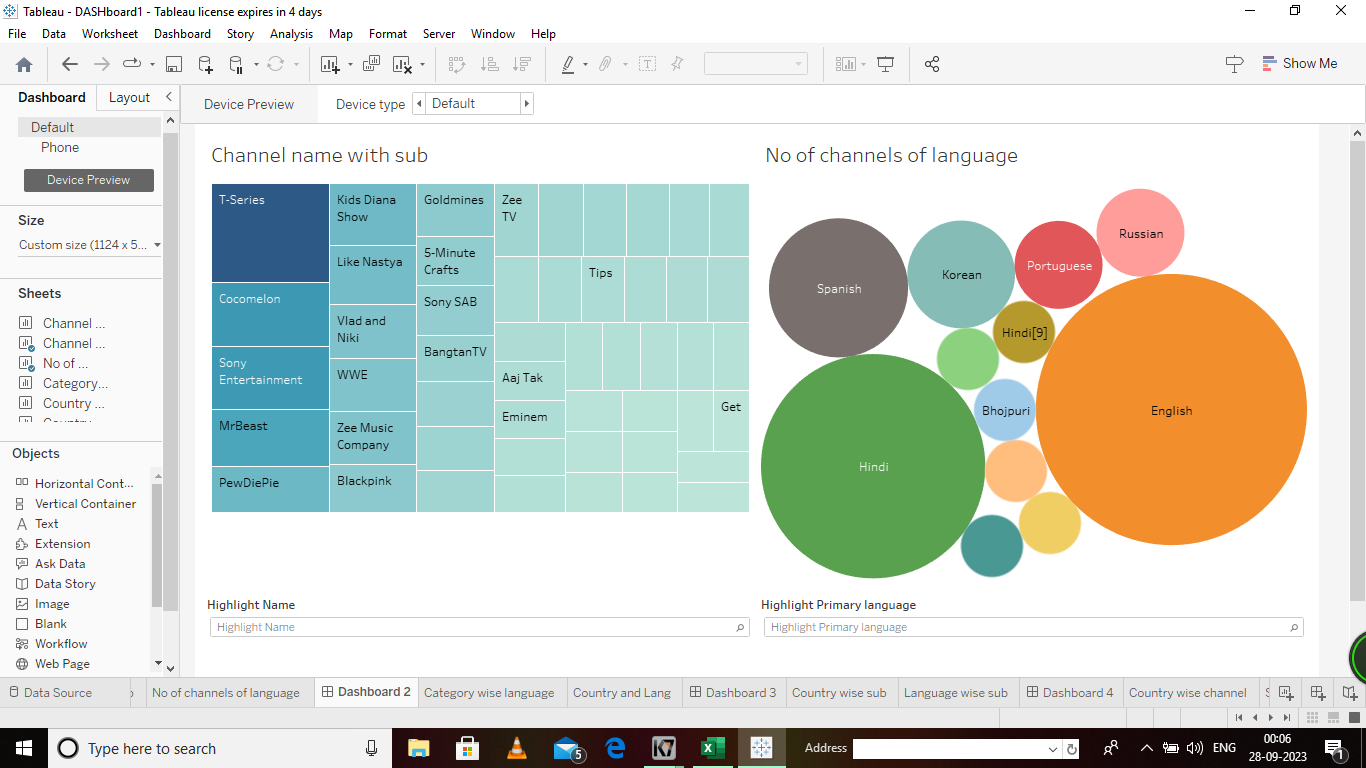 Tableau - DASHboard1 - Tableau license expires in 4 days
File Data Worksheet Dashboard Story Analysis Map Format Server Window Help
Show Me
Dashboard Layout
Device Preview Device type Default
Default
Phone
Device Preview
Size
Custom size (1124 x 5...
Sheets
Channel ...
Channel ...
No of ...
Category...
Country ...
Objects
Horizontal Cont...
Vertical Container
Text
Extension
Ask Data
Data Story
Image
Blank
Workflow
Web Page
Channel name with sub
T-Series
Cocomelon
Sony
Entertainment
MrBeast
PewDiePie
Kids Diana
Show
Like Nastya
Vlad and
Niki
WWE
Zee Music
Company
Blackpink
Goldmines
5-Minute
Crafts
Sony SAB
BangtanTV
Zee
TV
Tips
Aaj Tak
Eminem
Get
Highlight Name
Highlight Name
No of channels of language
Russian
Portuguese
Korean
Spanish
Hindi[9]
Bhojpuri
English
Hindi
Highlight Primary language
Highlight Primary language
Data Source No of channels of language Dashboard 2 Category wise language Country and Lang Dashboard 3 Country wise sub Language wise sub Dashboard 4 Country wise channel
Type here to search
5
Address
ENG
00:06
28-09-2023
1